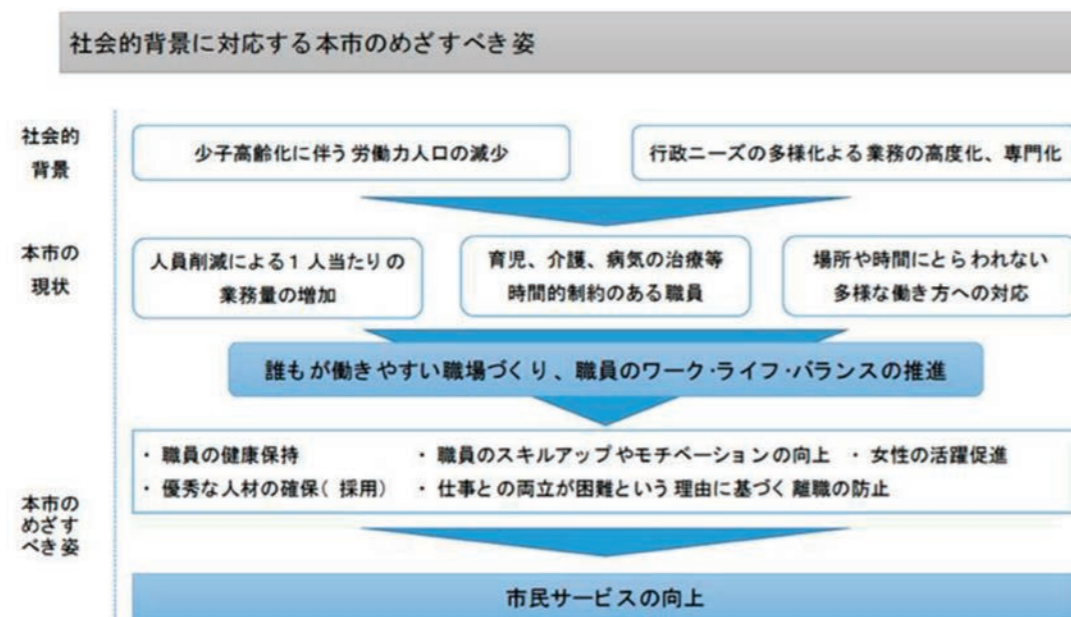 社会的背景に対応する本市のめざすべき姿
社会的
背景
少子高齢化に伴う労働力人口の減少
行政ニーズの多様化よる業務の高度化、専門化
本市の
現状
人員削減による1人当たりの
業務量の増加
育児、介護、病気の治療等
時間的制約のある職員
場所や時間にとらわれない
多様な働き方への対応
誰もが働きやすい職場づくり、職員のワーク・ライフ・バランスの推進
本市の
めざす
べき姿
・ 職員の健康保持 ・ 職員のスキルアップやモチベーションの向上 ・ 女性の活躍促進
・ 優秀な人材の確保(採用) ・ 仕事との両立が困難という理由に基づく離職の防止
市民サービスの向上